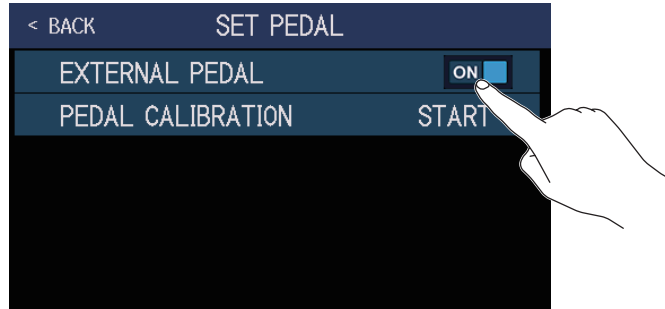 < BACK SET PEDAL
EXTERNAL PEDAL ON
PEDAL CALIBRATION START